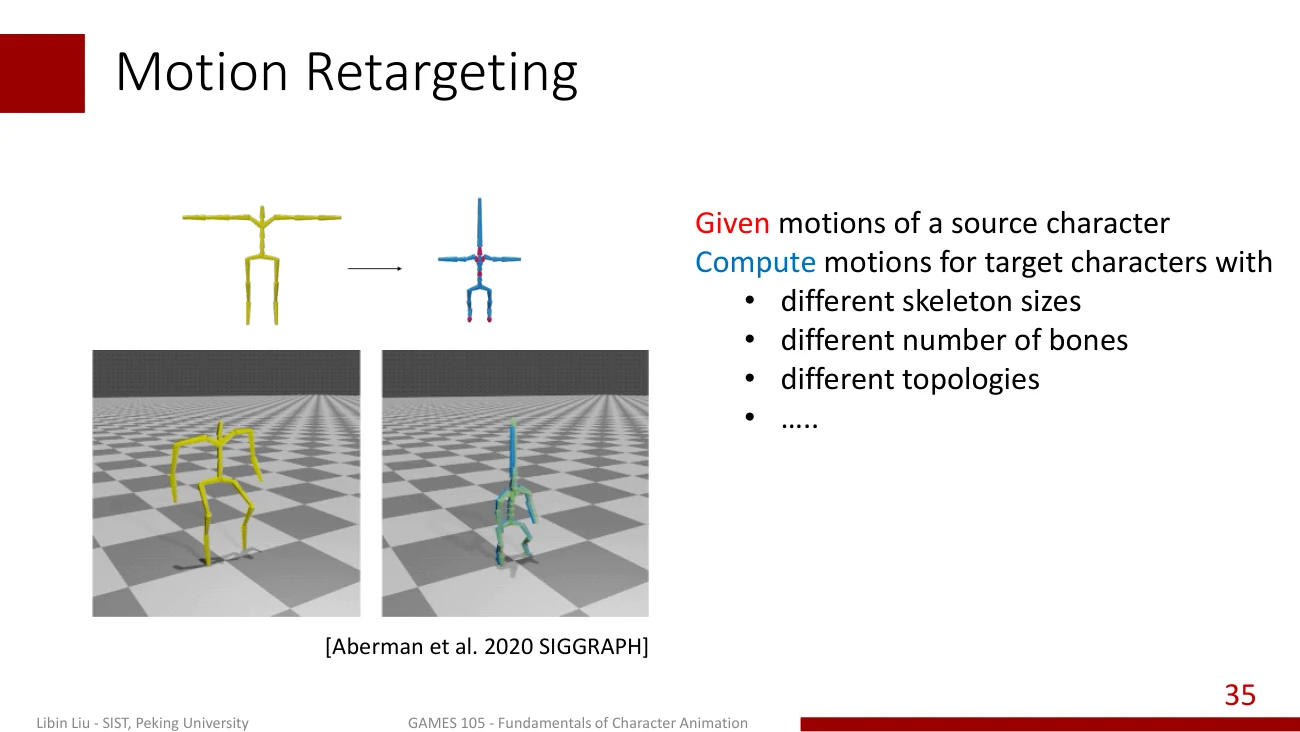 Motion Retargeting
Given motions of a source character
Compute motions for target characters with
• different skeleton sizes
• different number of bones
• different topologies
• …..
[Aberman et al. 2020 SIGGRAPH]
35
Libin Liu - SIST, Peking University
GAMES 105 - Fundamentals of Character Animation